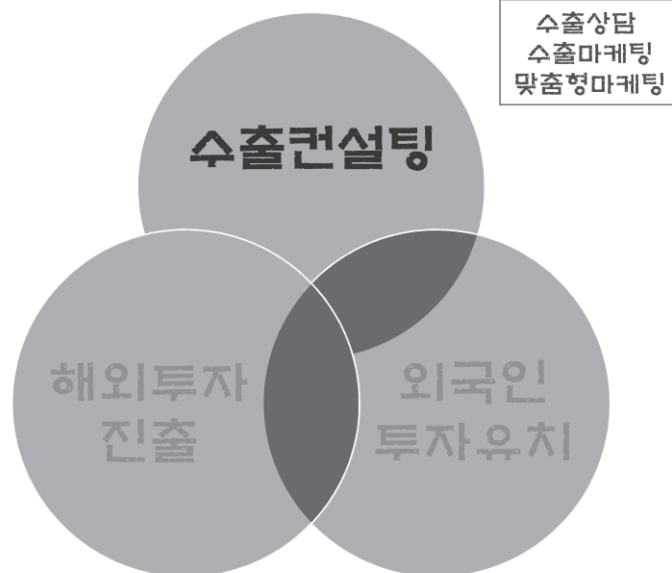 수출상담
수출마케팅
맞춤형마케팅
수출컨설팅
해외투자
진출
외국인
투자유치